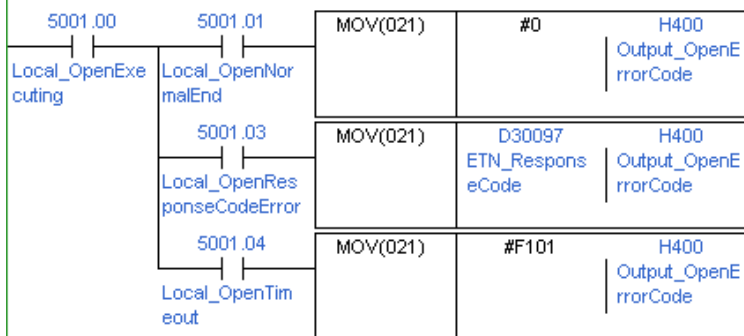 5001.00 5001.01 MOV(021) #0 H400
Local_OpenExe Local_OpenNor Output_OpenE
cuting malEnd rrorCode
5001.03 MOV(021) D30097 H400
Local_OpenRes ETN_Respons Output_OpenE
ponseCodeError eCode rrorCode
5001.04 MOV(021) #F101 H400
Local_OpenTim Output_OpenE
eout rrorCode